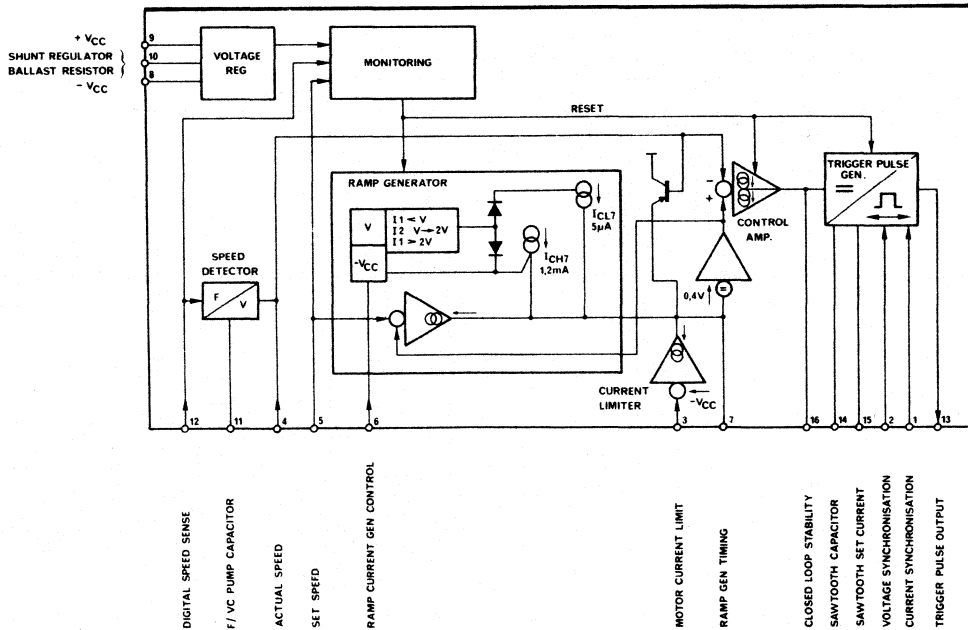 + VCC
SHUNT REGULATOR
BALLAST RESISTOR
- VCC
9
10
8
VOLTAGE
REG
MONITORING
RESET
RAMP GENERATOR
V
I1 < V
I2 V→2V
I1 > 2V
-VCC
ICL7
5µA
ICH7
1,2mA
SPEED
DETECTOR
F / V
-
+
CONTROL
AMP.
0,4V
=
TRIGGER PULSE
GEN.
CURRENT
LIMITER
-VCC
12
11
4
5
6
3
7
16
14
15
2
1
13
DIGITAL SPEED SENSE
F/ VC PUMP CAPACITOR
ACTUAL SPEED
SET SPEED
RAMP CURRENT GEN CONTROL
MOTOR CURRENT LIMIT
RAMP GEN TIMING
CLOSED LOOP STABILITY
SAWTOOTH CAPACITOR
SAWTOOTH SET CURRENT
VOLTAGE SYNCHRONISATION
CURRENT SYNCHRONISATION
TRIGGER PULSE OUTPUT